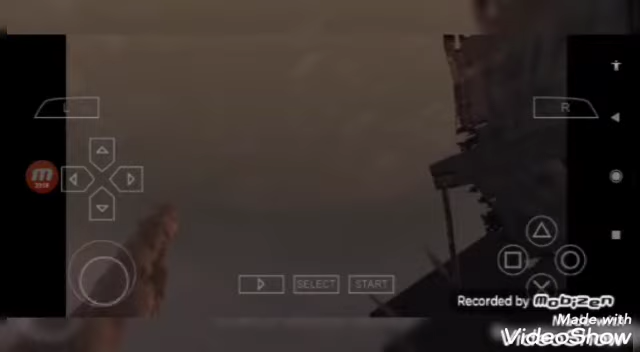 L
R
SELECT
START
Recorded by mobizen
Made with
VideoShow